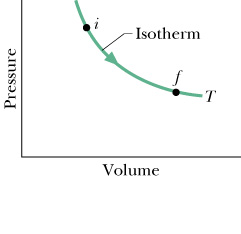 i
Isotherm
f
T
Pressure
Volume